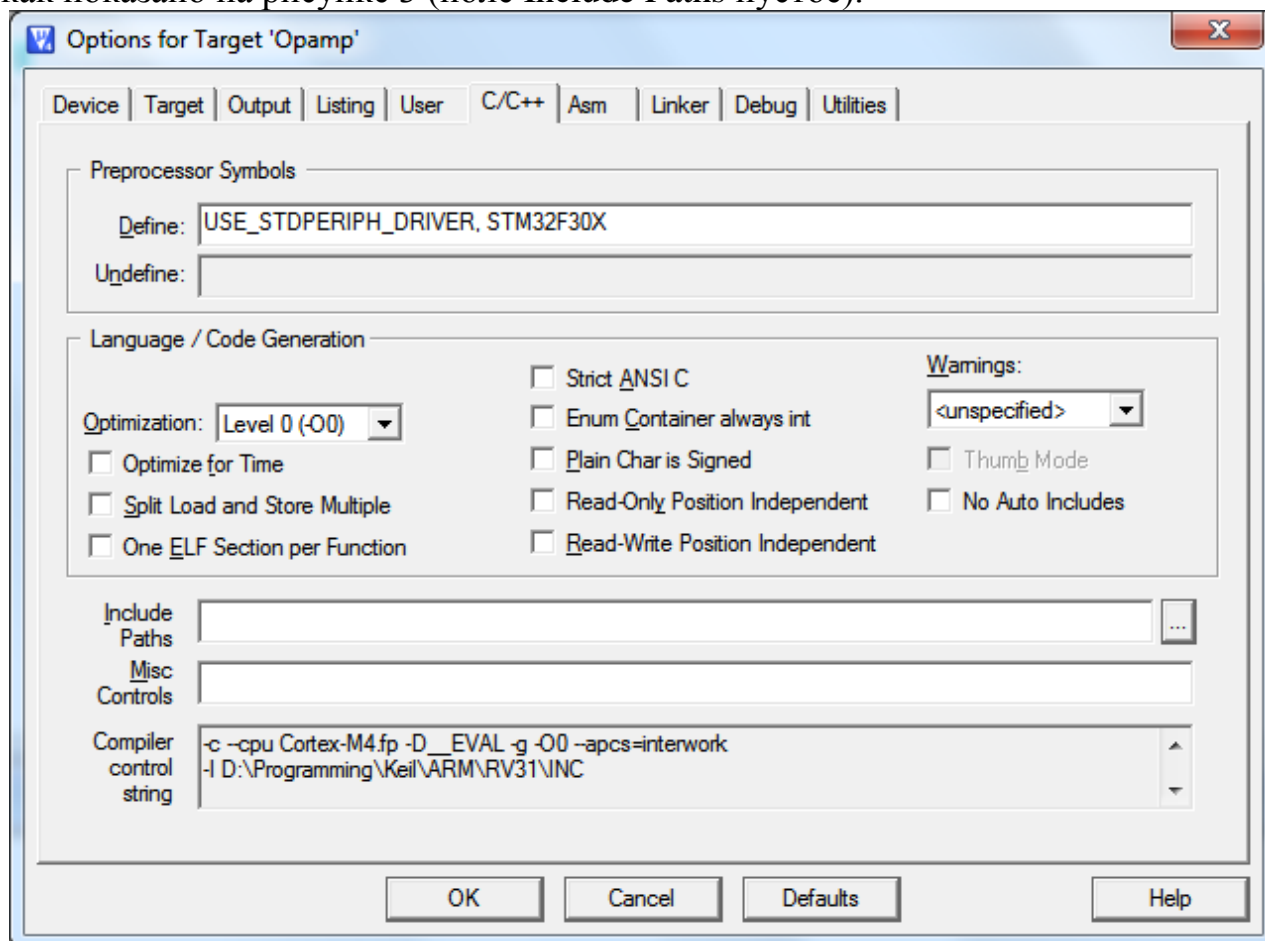 как показано на рисунке 3 (поле Include Paths пустое).
Options for Target 'Opamp'
Device Target Output Listing User C/C++ Asm Linker Debug Utilities
Preprocessor Symbols
Define: USE_STDPERIPH_DRIVER, STM32F30X
Undefine:
Language / Code Generation
Strict ANSI C
Warnings:
Optimization: Level 0 (-O0)
Enum Container always int
<unspecified>
Optimize for Time
Plain Char is Signed
Thumb Mode
Split Load and Store Multiple
Read-Only Position Independent
No Auto Includes
One ELF Section per Function
Read-Write Position Independent
Include
Paths
...
Misc
Controls
Compiler
control
string
-c --cpu Cortex-M4.fp -D__EVAL -g -O0 --apcs=interwork
-I D:\Programming\Keil\ARM\RV31\INC
OK Cancel Defaults Help